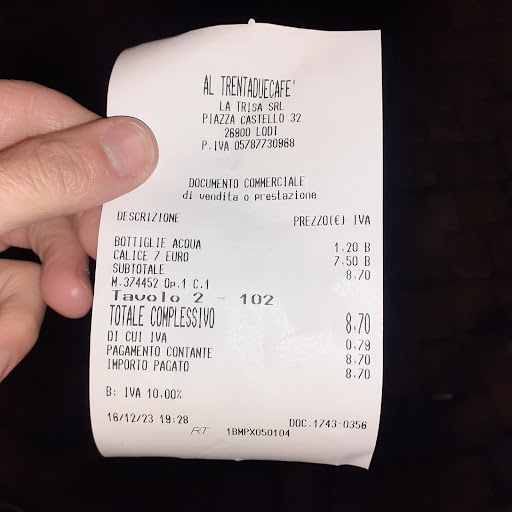 AL TRENTADUECAFE'
LA TRISA SRL
PIAZZA CASTELLO 32
26900 LODI
P.IVA 05787730968
DOCUMENTO COMMERCIALE
di vendita o prestazione
DESCRIZIONE PREZZO(€) IVA
BOTTIGLIE ACQUA 1.20 B
CALICE 7 EURO 7.50 B
SUBTOTALE 8,70
M.374452 Op.1 C.1
Tavolo 2 - 102
TOTALE COMPLESSIVO 8,70
DI CUI IVA 0,79
PAGAMENTO CONTANTE 8,70
IMPORTO PAGATO 8,70
B: IVA 10,00%
16/12/23 19:28 DOC.1743-0356
RT 1BMPX050104